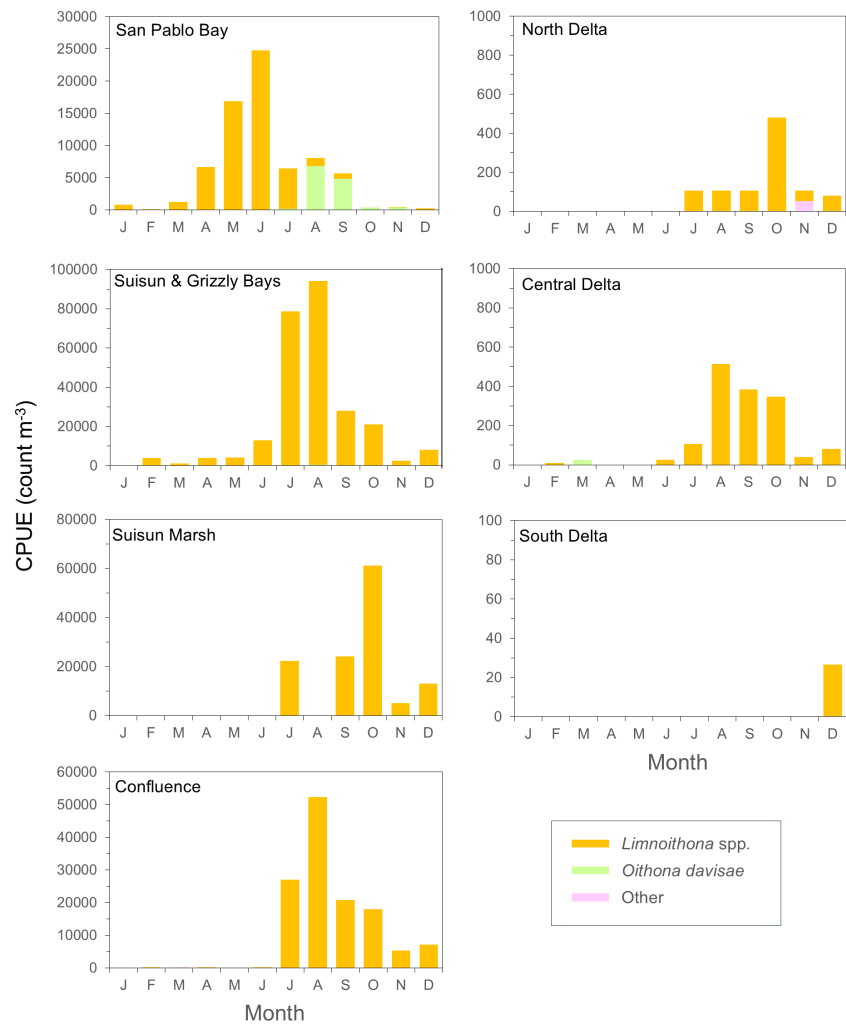 San Pablo Bay
30000
25000
20000
15000
10000
5000
0
J F M A M J J A S O N D
North Delta
1000
800
600
400
200
0
J F M A M J J A S O N D
Suisun & Grizzly Bays
100000
80000
60000
40000
20000
0
J F M A M J J A S O N D
Central Delta
1000
800
600
400
200
0
J F M A M J J A S O N D
CPUE (count m-3)
Suisun Marsh
80000
60000
40000
20000
0
J F M A M J J A S O N D
South Delta
100
80
60
40
20
0
J F M A M J J A S O N D
Month
Confluence
60000
50000
40000
30000
20000
10000
0
J F M A M J J A S O N D
Month
Limnoithona spp.
Oithona davisae
Other